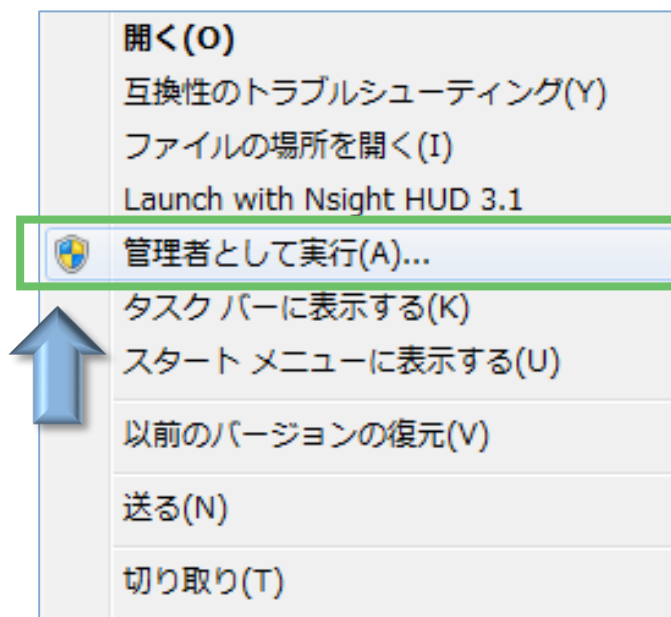 開く(O)
互換性のトラブルシューティング(Y)
ファイルの場所を開く(I)
Launch with Nsight HUD 3.1
管理者として実行(A)...
タスク バーに表示する(K)
スタート メニューに表示する(U)
以前のバージョンの復元(V)
送る(N)
切り取り(T)